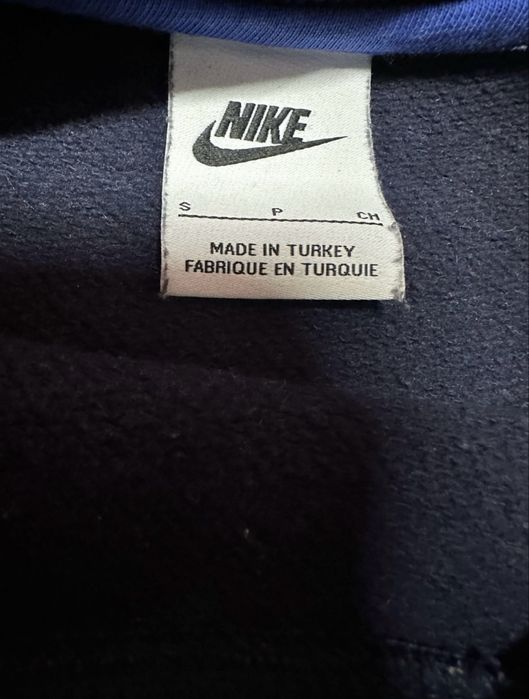 NIKE
S P CH
MADE IN TURKEY
FABRIQUE EN TURQUIE